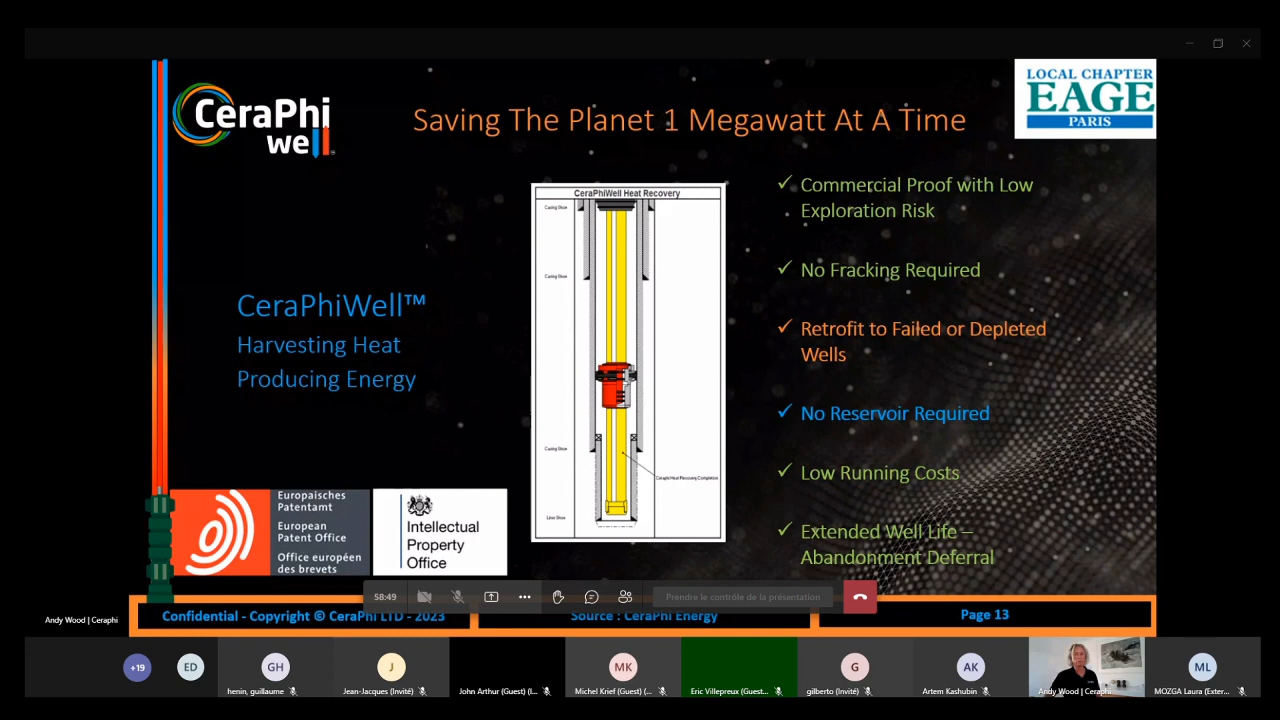 CeraPhi
well
Saving The Planet 1 Megawatt At A Time
LOCAL CHAPTER
EAGE
PARIS
CeraPhiWell™
Harvesting Heat
Producing Energy
CeraPhiWell Heat Recovery
Casing Shoe
Casing Shoe
Casing Shoe
Ceraphi Heat Recovery Completion
Liner Shoe
✓ Commercial Proof with Low
Exploration Risk
✓ No Fracking Required
✓ Retrofit to Failed or Depleted
Wells
✓ No Reservoir Required
✓ Low Running Costs
✓ Extended Well Life –
Abandonment Deferral
Europäisches
Patentamt
European
Patent Office
Office européen
des brevets
Intellectual
Property
Office
58:49
Prendre le contrôle de la présentation
Andy Wood | Ceraphi
Confidential - Copyright © CeraPhi LTD - 2023
Source : CeraPhi Energy
Page 13
+19
ED
GH
henin, guillaume
J
Jean-Jacques (Invité)
John Arthur (Guest) (I...
MK
Michel Krief (Guest) (...
Eric Villepreux (Guest...
G
gilberto (Invité)
AK
Artem Kashubin
Andy Wood | Ceraphi
ML
MOZGA Laura (Exter...